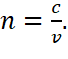 n = c/v.